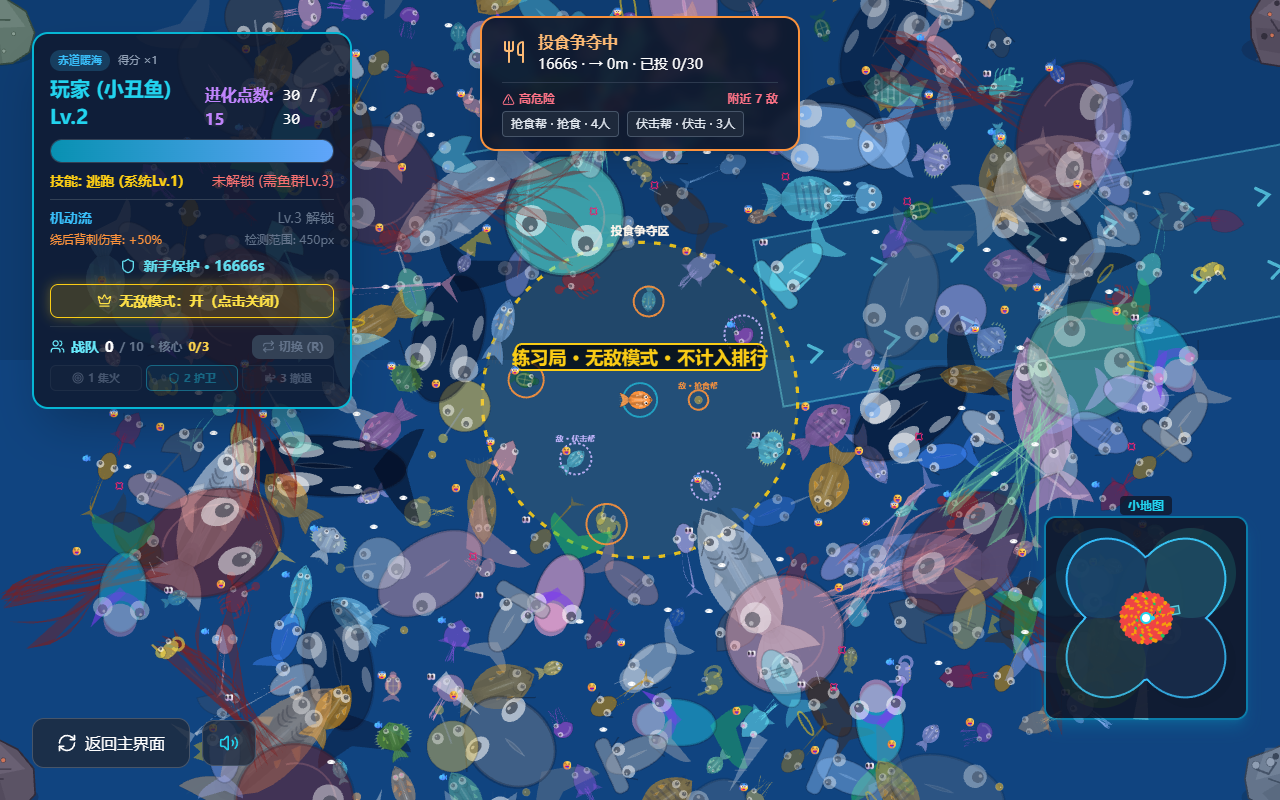 赤道暖海 得分 ×1
玩家 (小丑鱼)
Lv.2
进化点数:
15
30 /
30
技能: 逃跑 (系统Lv.1) 未解锁 (需鱼群Lv.3)
机动流 Lv.3 解锁
绕后背刺伤害: +50% 检测范围: 450px
新手保护 • 16666s
无敌模式: 开 (点击关闭)
战队 0 / 10 • 核心 0/3 切换 (R)
1 集火 2 护卫 3 撤退
投食争夺中
1666s · → 0m · 已投 0/30
高危险 附近 7 敌
抢食帮 · 抢食 · 4人 伏击帮 · 伏击 · 3人
投食争夺区
练习局 · 无敌模式 · 不计入排行
敌 · 抢食帮
敌 · 伏击帮
小地图
返回主界面